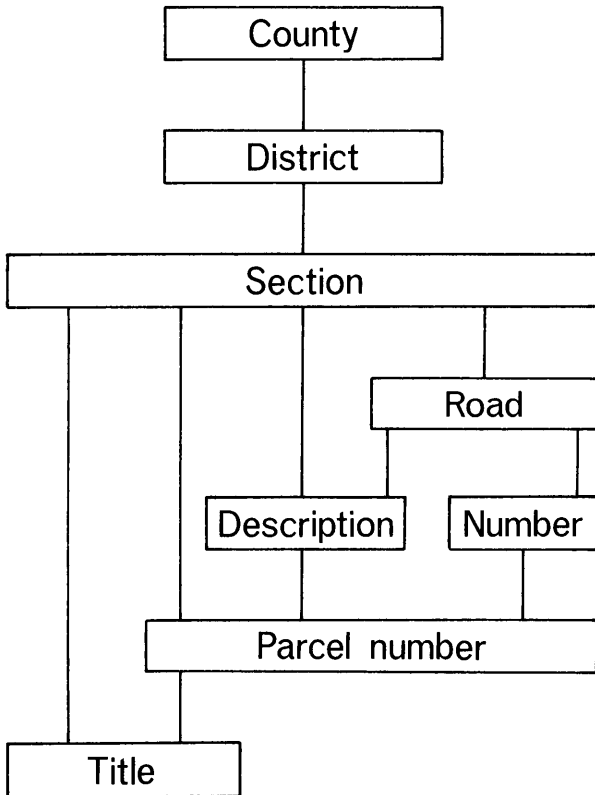 County
District
Section
Road
Description
Number
Parcel number
Title